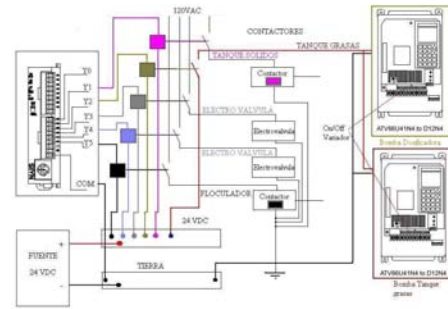 120VAC
CONTACTORES
TANQUE GRASAS
TANQUE SOLIDOS
Contactor
Y0
Y1
Y2
Y3
Y4
Y5
COM
ELECTRO VALVULA
Electrovalvula
ELECTRO VALVULA
Electrovalvula
On/Off
Variador
ATV66U41N4 to D12N4
Bomba Dosificadora
FLOCULADOR
Contactor
24 VDC
FUENTE
24 VDC
+
-
TIERRA
ATV66U41N4 to D12N4
Bomba Tanque
grasas